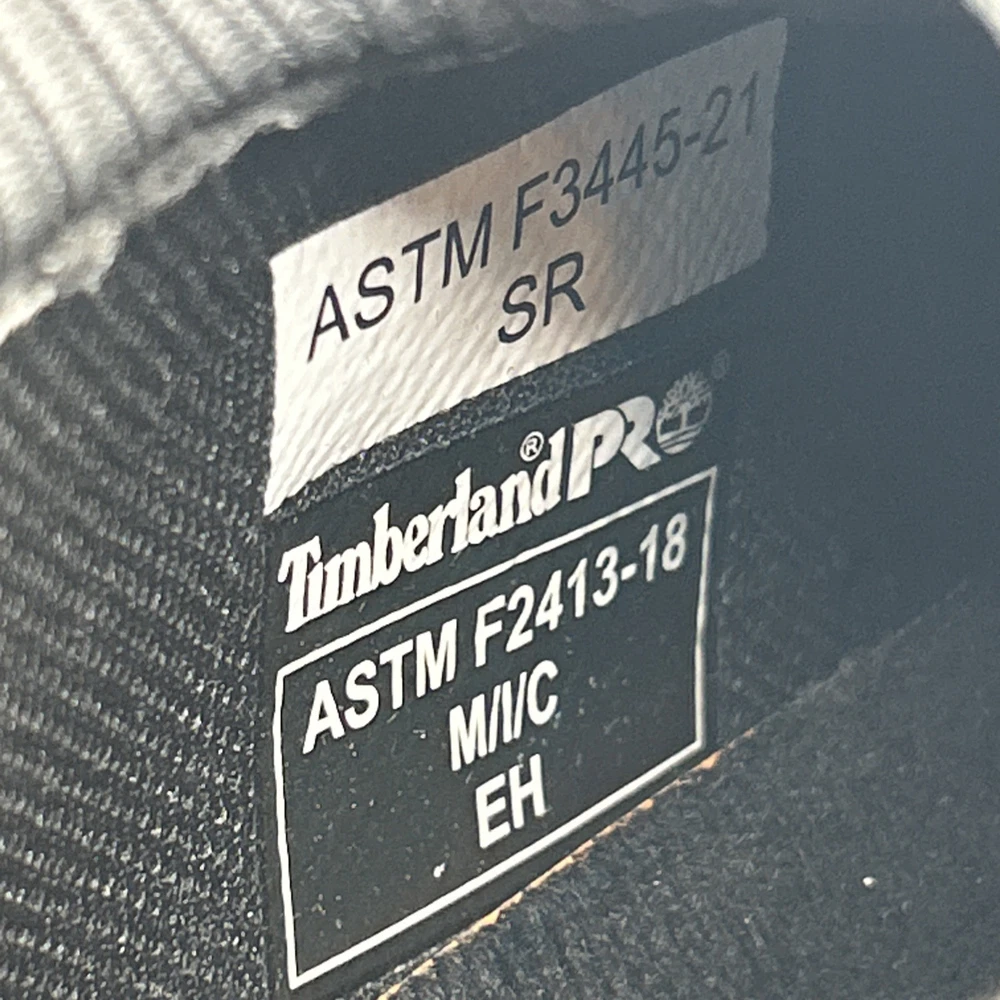 ASTM F3445-21
SR
Timberland® PRO ®
ASTM F2413-18
M/I/C
EH